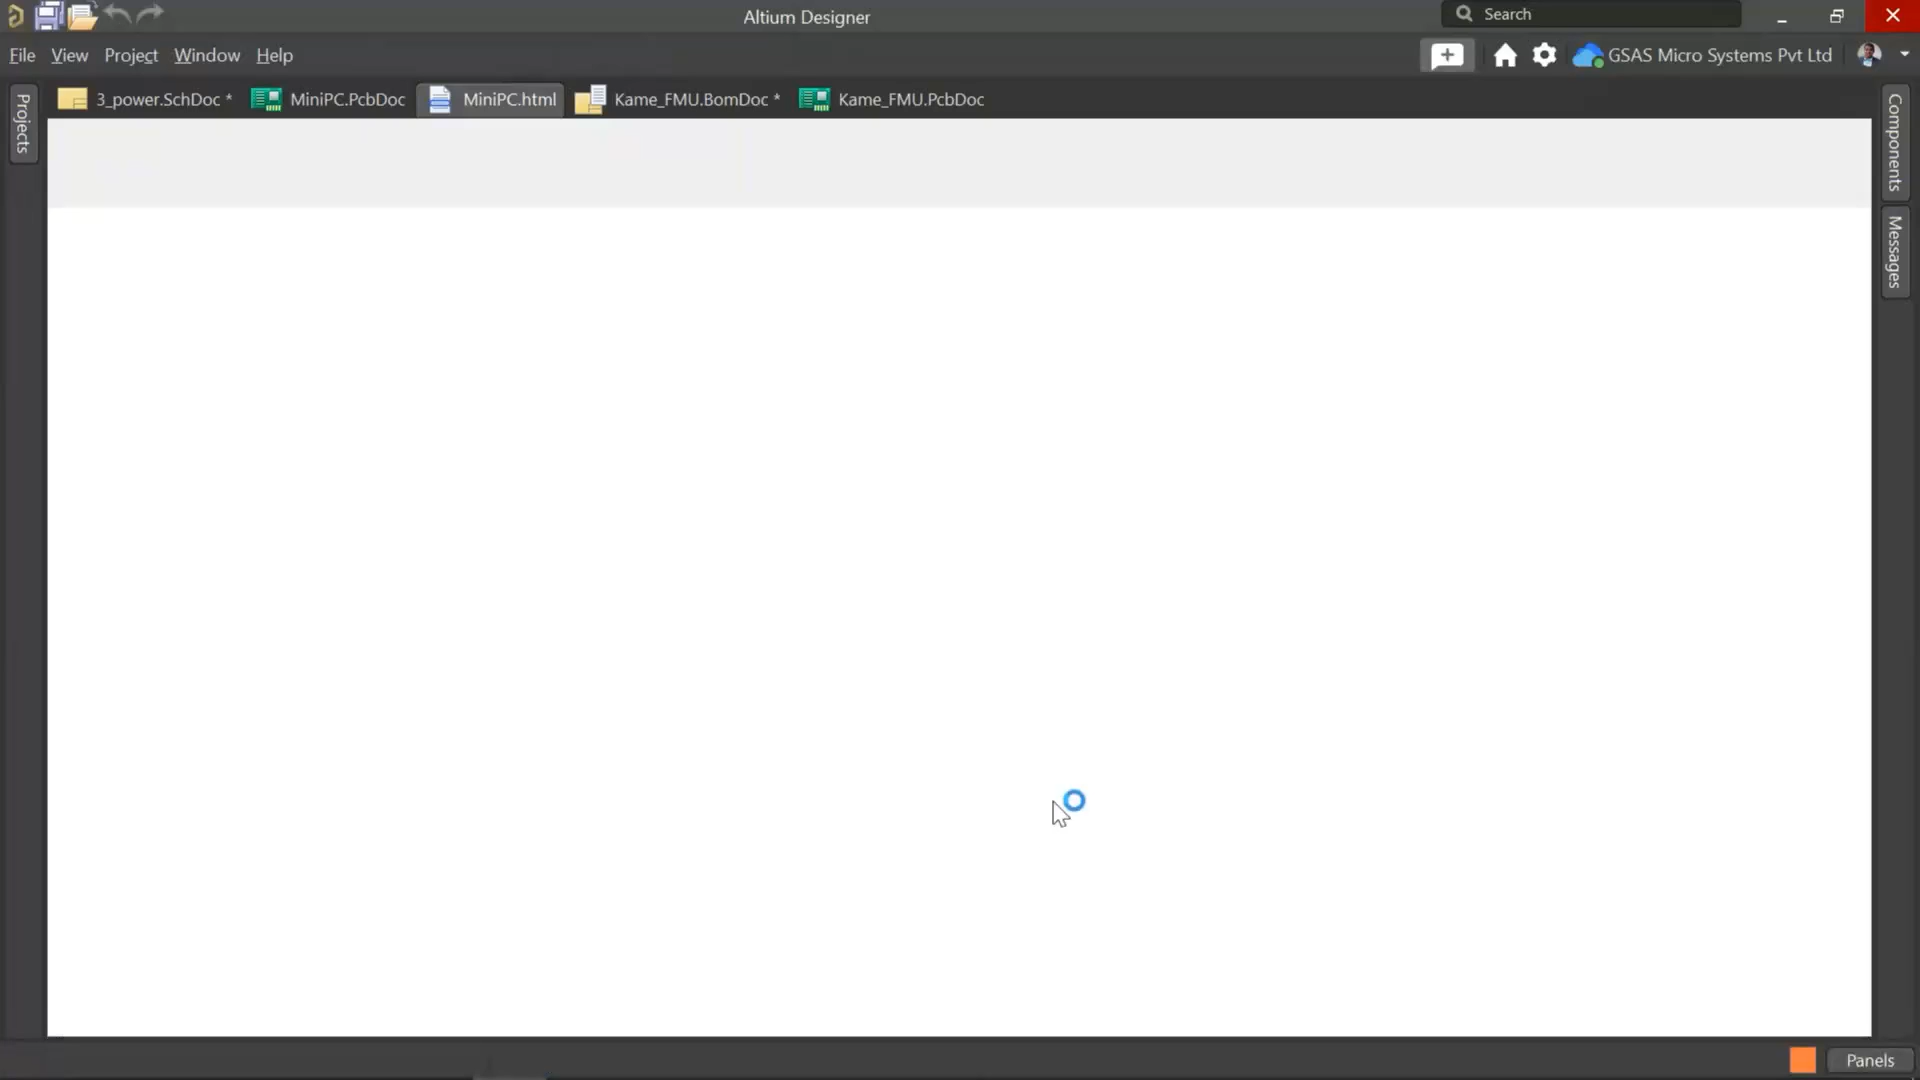 Altium Designer
Search
File View Project Window Help
GSAS Micro Systems Pvt Ltd
3_power.SchDoc *
MiniPC.PcbDoc
MiniPC.html
Kame_FMU.BomDoc *
Kame_FMU.PcbDoc
Projects
Components
Messages
Panels